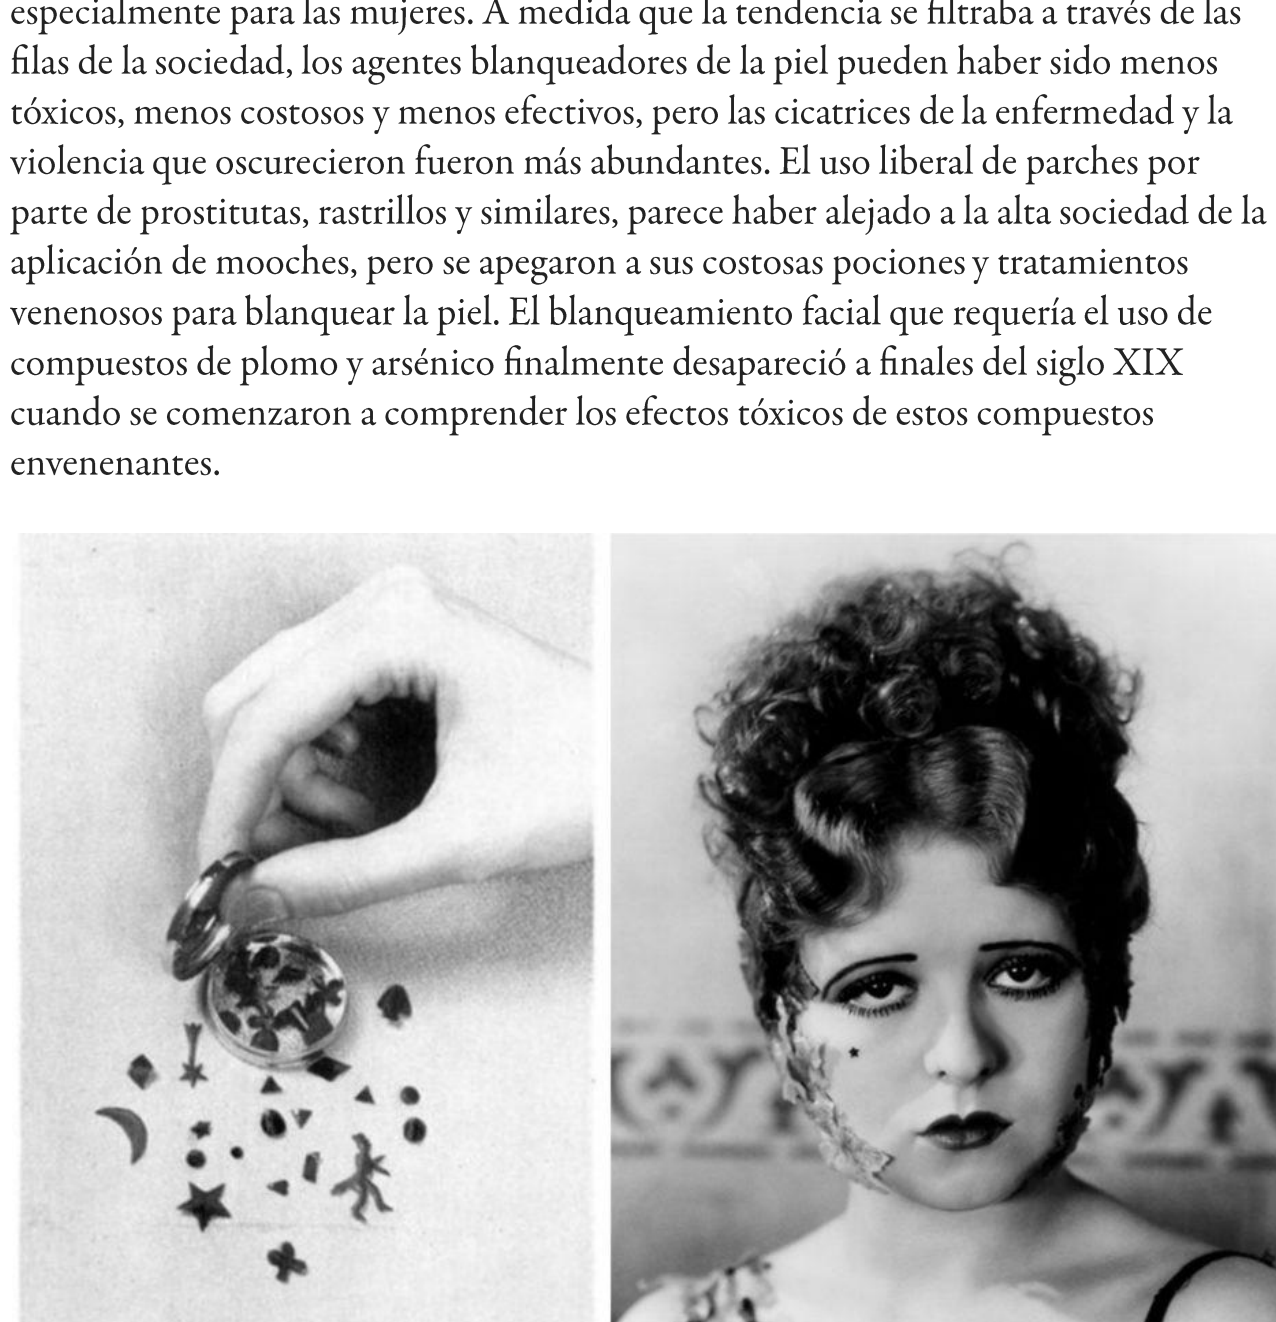 especialmente para las mujeres. A medida que la tendencia se filtraba a través de las
filas de la sociedad, los agentes blanqueadores de la piel pueden haber sido menos
tóxicos, menos costosos y menos efectivos, pero las cicatrices de la enfermedad y la
violencia que oscurecieron fueron más abundantes. El uso liberal de parches por
parte de prostitutas, rastrillos y similares, parece haber alejado a la alta sociedad de la
aplicación de mooches, pero se apegaron a sus costosas pociones y tratamientos
venenosos para blanquear la piel. El blanqueamiento facial que requería el uso de
compuestos de plomo y arsénico finalmente desapareció a finales del siglo XIX
cuando se comenzaron a comprender los efectos tóxicos de estos compuestos
envenenantes.